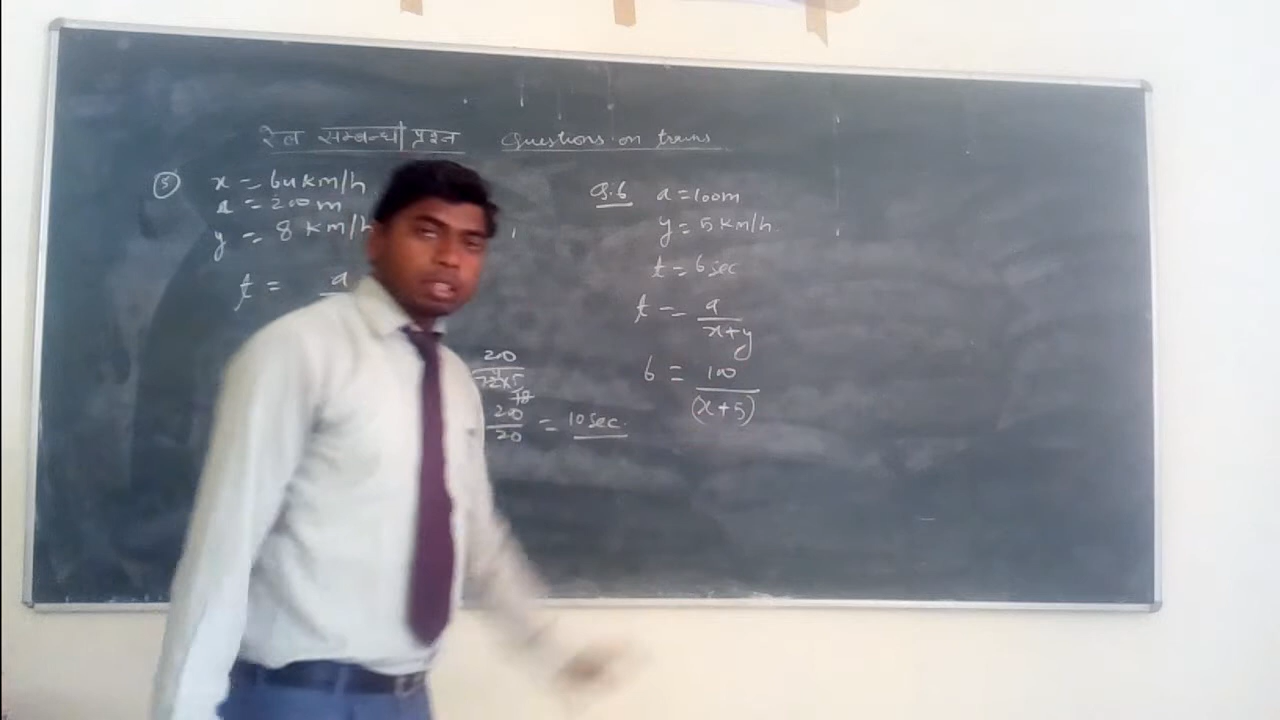 रेल सम्बन्धी प्रश्न Questions on trains
⑤ x = 64 km/h
a = 200 m
y = 8 km/h
t = a
200
72×5
18
200
20
= 10 sec.
Q.6 a = 100m
y = 5 km/h.
t = 6 sec
t = a
x+y
6 = 100
(x+5)